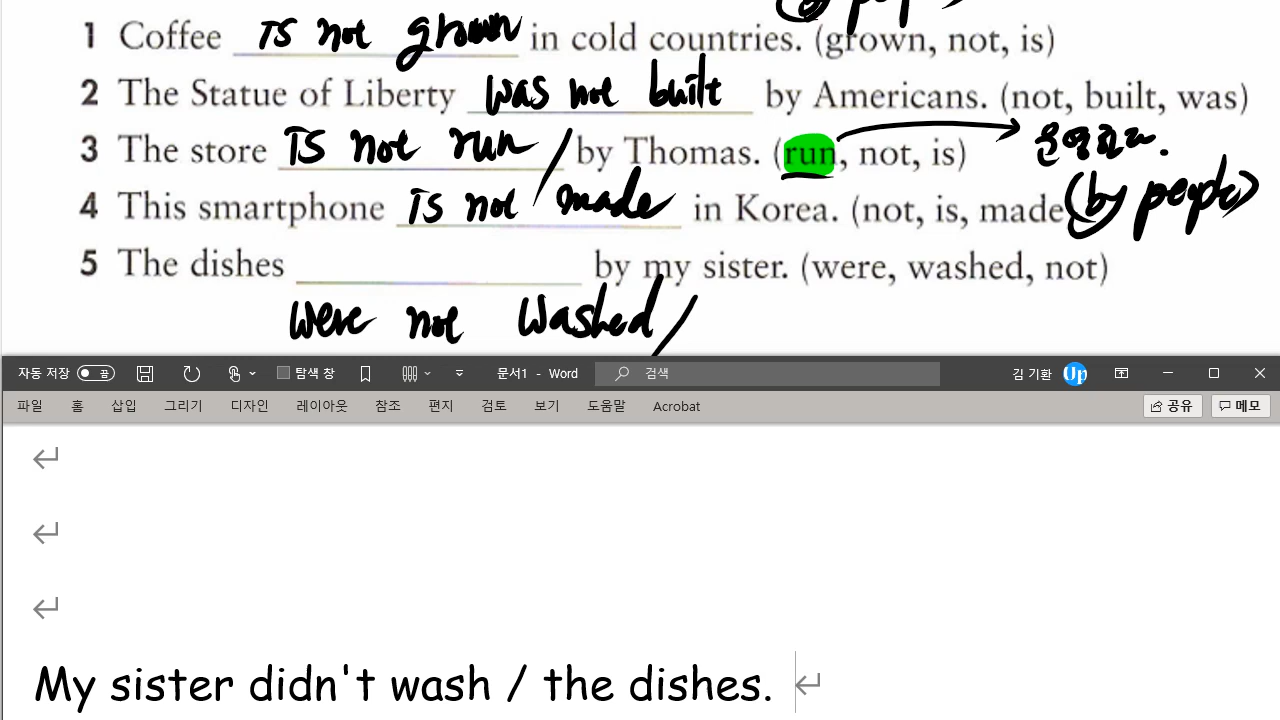 (by people)
1 Coffee is not grown in cold countries. (grown, not, is)
2 The Statue of Liberty was not built by Americans. (not, built, was)
3 The store is not run / by Thomas. (run, not, is) 운영하다.
4 This smartphone is not made in Korea. (not, is, made (by people)
5 The dishes by my sister. (were, washed, not)
were not washed /
자동 저장 끔 탐색 창 문서1 - Word 검색 김 기환 Up
파일 홈 삽입 그리기 디자인 레이아웃 참조 편지 검토 보기 도움말 Acrobat 공유 메모
My sister didn't wash / the dishes.